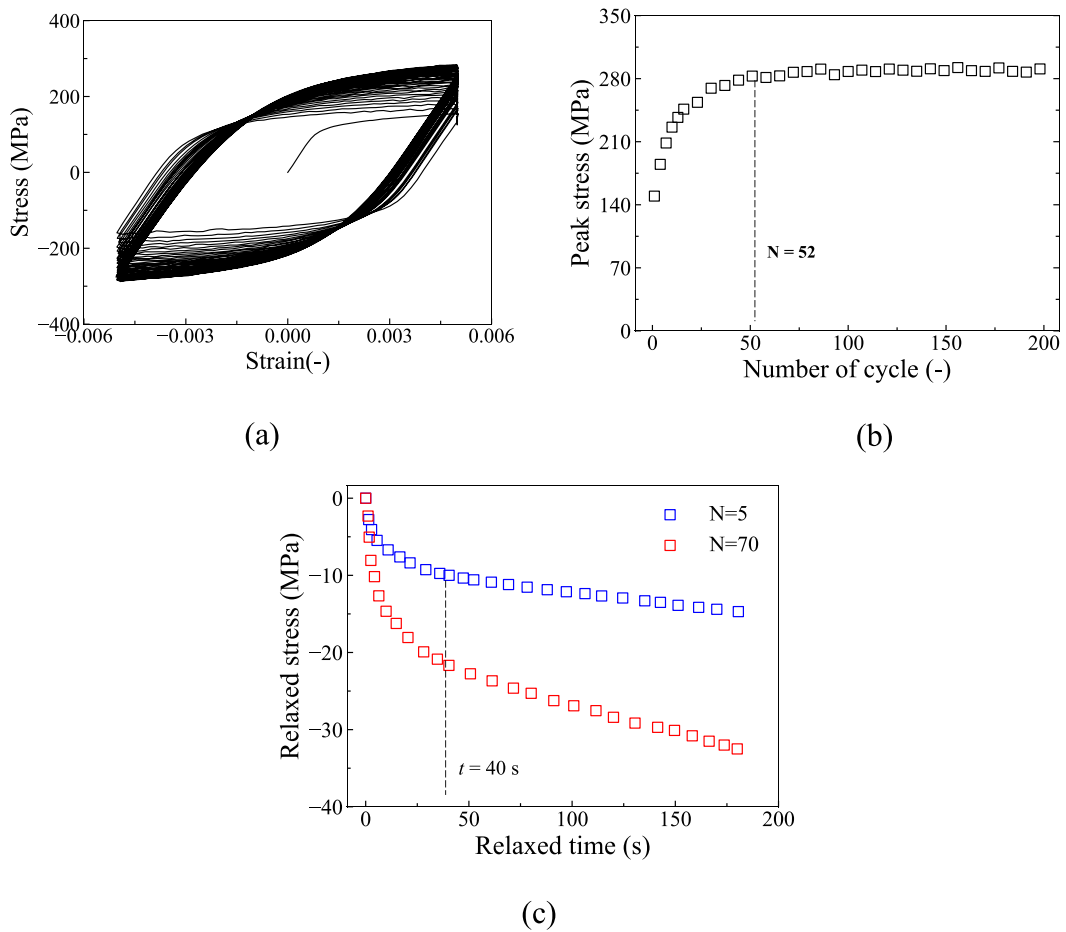 400
200
0
−200
−400
Stress (MPa)
−0.006
−0.003
0.000
0.003
0.006
Strain(-)
(a)
350
280
210
140
70
0
Peak stress (MPa)
N = 52
0
50
100
150
200
Number of cycle (-)
(b)
0
−10
−20
−30
−40
Relaxed stress (MPa)
N=5
N=70
t = 40 s
0
50
100
150
200
Relaxed time (s)
(c)